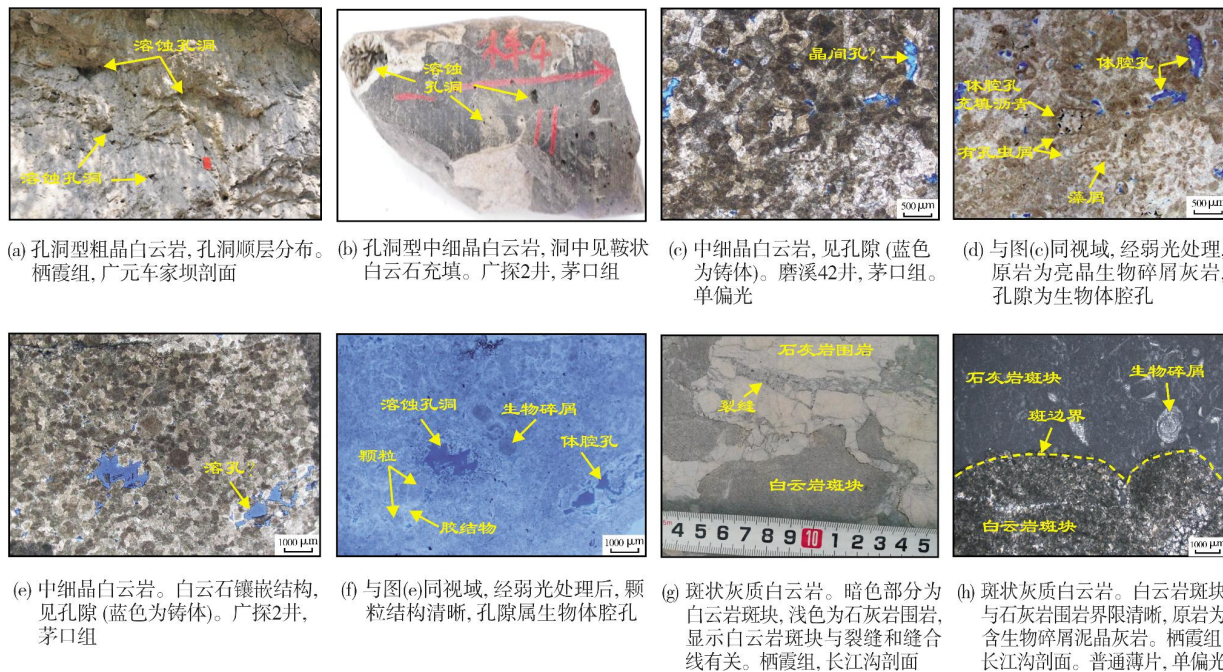 溶蚀孔洞
溶蚀孔洞
样4
溶蚀
孔洞
11
晶间孔?
500 μm
体腔孔
体腔孔
充填沥青
有孔虫屑
藻屑
500 μm
(a) 孔洞型粗晶白云岩, 孔洞顺层分布。
栖霞组, 广元车家坝剖面
(b) 孔洞型中细晶白云岩, 洞中见鞍状
白云石充填。广探2井, 茅口组
(c) 中细晶白云岩, 见孔隙 (蓝色
为铸体)。磨溪42井, 茅口组。
单偏光
(d) 与图(c)同视域, 经弱光处理,
原岩为亮晶生物碎屑灰岩,
孔隙为生物体腔孔
溶孔?
1000 μm
溶蚀孔洞
生物碎屑
体腔孔
颗粒
胶结物
1000 μm
石灰岩围岩
裂缝
白云岩斑块
5m 4 5 6 7 8 9 10 1 2 3 4 5
石灰岩斑块
生物碎屑
斑边界
白云岩斑块
1000 μm
(e) 中细晶白云岩。白云石镶嵌结构,
见孔隙 (蓝色为铸体)。广探2井,
茅口组
(f) 与图(e)同视域, 经弱光处理后, 颗
粒结构清晰, 孔隙属生物体腔孔
(g) 斑状灰质白云岩。暗色部分为
白云岩斑块, 浅色为石灰岩围岩,
显示白云岩斑块与裂缝和缝合
线有关。栖霞组, 长江沟剖面
(h) 斑状灰质白云岩。白云岩斑块
与石灰岩围岩界限清晰, 原岩为
含生物碎屑泥晶灰岩。栖霞组
长江沟剖面。普通薄片, 单偏光